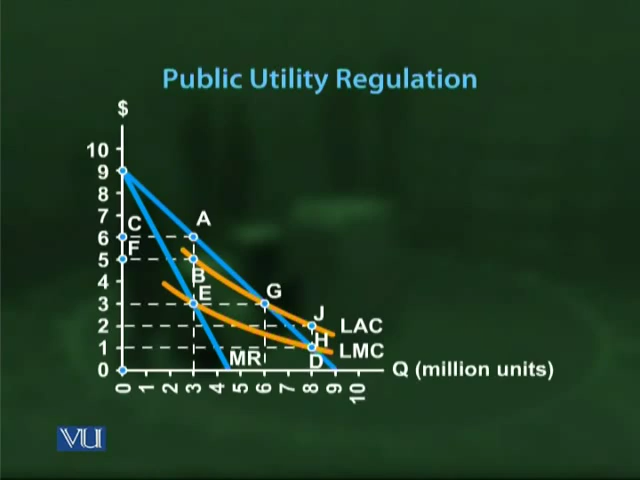 Public Utility Regulation
$
10
9
8
7
6 C A
5 F
4 B
3 E G
2 J LAC
1 H LMC
0 MR D Q (million units)
0 1 2 3 4 5 6 7 8 9 10
VU